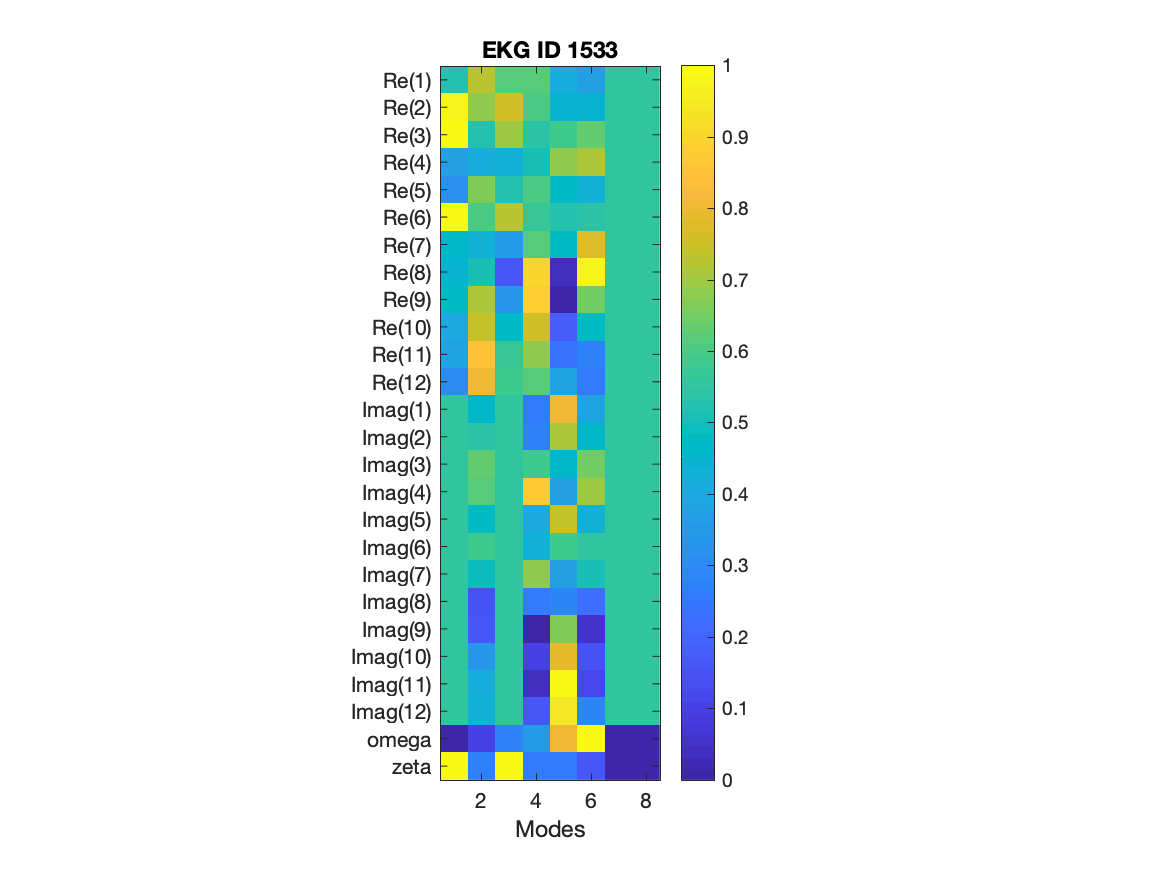 EKG ID 1533
Re(1)
Re(2)
Re(3)
Re(4)
Re(5)
Re(6)
Re(7)
Re(8)
Re(9)
Re(10)
Re(11)
Re(12)
Imag(1)
Imag(2)
Imag(3)
Imag(4)
Imag(5)
Imag(6)
Imag(7)
Imag(8)
Imag(9)
Imag(10)
Imag(11)
Imag(12)
omega
zeta
2 4 6 8
Modes
1
0.9
0.8
0.7
0.6
0.5
0.4
0.3
0.2
0.1
0